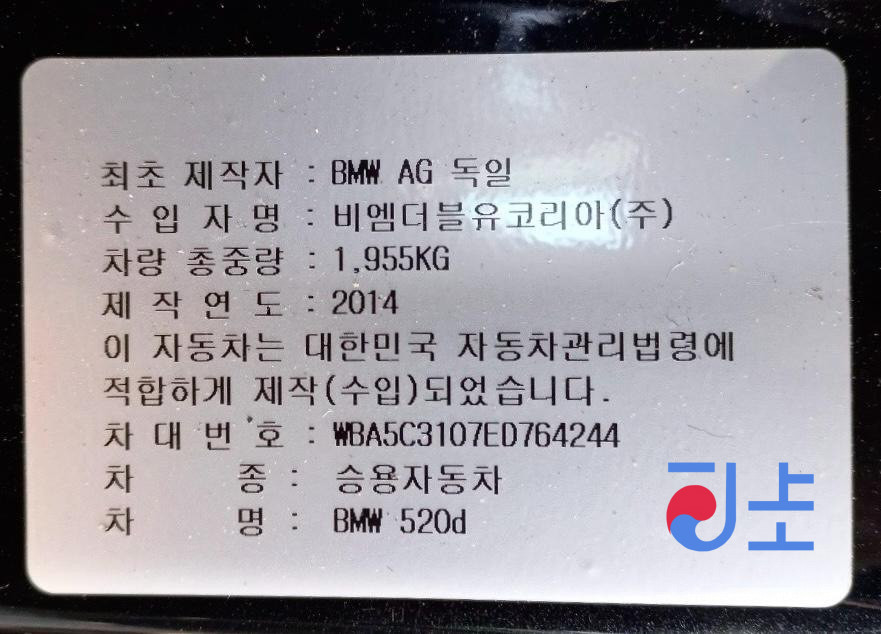 최초 제작자 : BMW AG 독일
수 입 자 명 : 비엠더블유코리아(주)
차량 총중량 : 1,955KG
제 작 연 도 : 2014
이 자동차는 대한민국 자동차관리법령에
적합하게 제작(수입)되었습니다.
차 대 번 호 : WBA5C3107ED764244
차 종 : 승용자동차
차 명 : BMW 520d